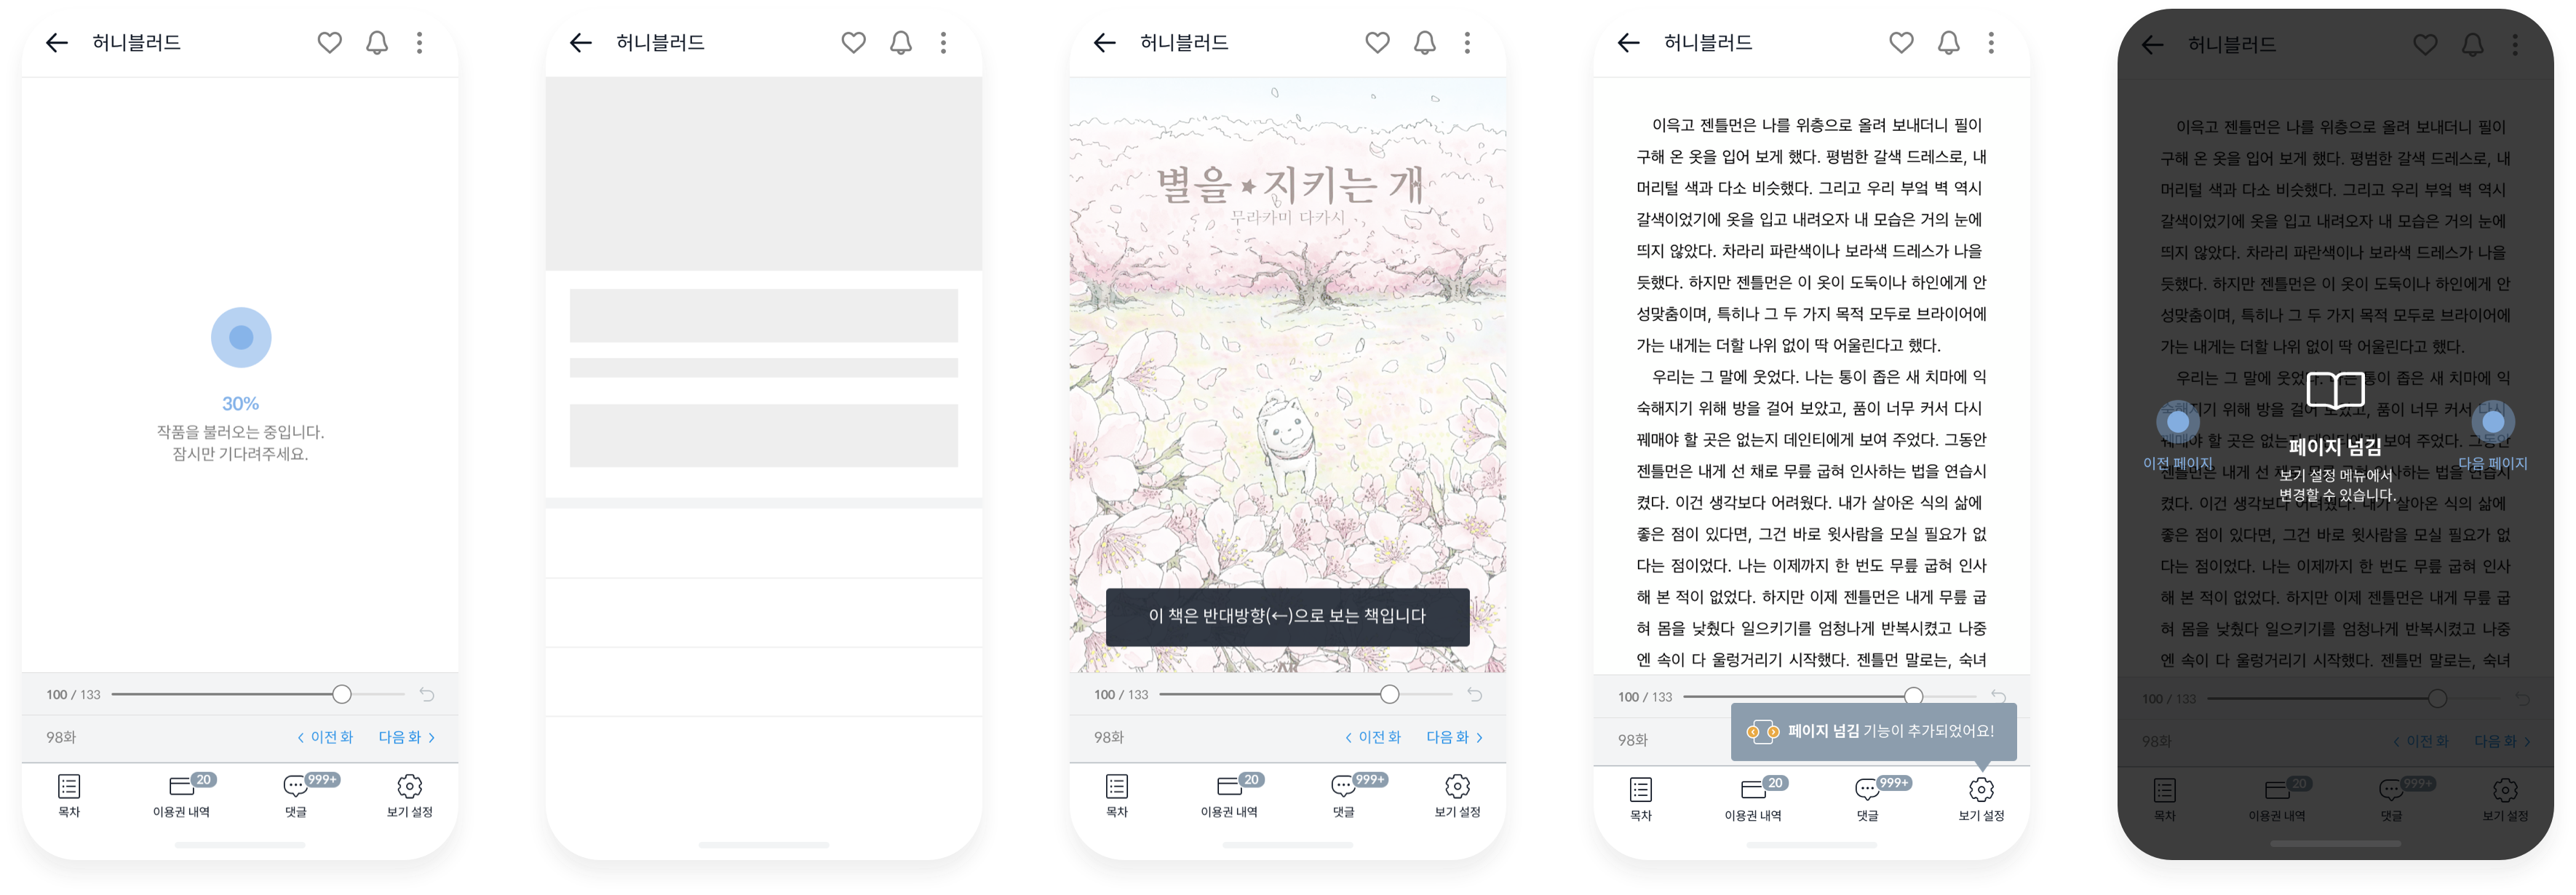 허니블러드
30%
작품을 불러오는 중입니다.
잠시만 기다려주세요.
100 / 133
98화
이전 화
다음 화
목차
20
이용권 내역
999+
댓글
보기 설정
허니블러드
허니블러드
별을★지키는 개
무라카미 다카시
이 책은 반대방향(←)으로 보는 책입니다
100 / 133
98화
이전 화
다음 화
목차
20
이용권 내역
999+
댓글
보기 설정
허니블러드
이윽고 젠틀먼은 나를 위층으로 올려 보내더니 필이
구해 온 옷을 입어 보게 했다. 평범한 갈색 드레스로, 내
머리털 색과 다소 비슷했다. 그리고 우리 부엌 벽 역시
갈색이었기에 옷을 입고 내려오자 내 모습은 거의 눈에
띄지 않았다. 차라리 파란색이나 보라색 드레스가 나을
듯했다. 하지만 젠틀먼은 이 옷이 도둑이나 하인에게 안
성맞춤이며, 특히나 그 두 가지 목적 모두로 브라이어에
가는 내게는 더할 나위 없이 딱 어울린다고 했다.
우리는 그 말에 웃었다. 나는 통이 좁은 새 치마에 익
숙해지기 위해 방을 걸어 보았고, 품이 너무 커서 다시
꿰매야 할 곳은 없는지 데인티에게 보여 주었다. 그동안
젠틀먼은 내게 선 채로 무릎 굽혀 인사하는 법을 연습시
켰다. 이건 생각보다 어려웠다. 내가 살아온 식의 삶에
좋은 점이 있다면, 그건 바로 윗사람을 모실 필요가 없
다는 점이었다. 나는 이제까지 한 번도 무릎 굽혀 인사
해 본 적이 없었다. 하지만 이제 젠틀먼은 내게 무릎 굽
혀 몸을 낮췄다 일으키기를 엄청나게 반복시켰고 나중
엔 속이 다 울렁거리기 시작했다. 젠틀먼 말로는, 숙녀
100 / 133
98화
페이지 넘김 기능이 추가되었어요!
목차
20
이용권 내역
999+
댓글
보기 설정
허니블러드
이윽고 젠틀먼은 나를 위층으로 올려 보내더니 필이
구해 온 옷을 입어 보게 했다. 평범한 갈색 드레스로, 내
머리털 색과 다소 비슷했다. 그리고 우리 부엌 벽 역시
갈색이었기에 옷을 입고 내려오자 내 모습은 거의 눈에
띄지 않았다. 차라리 파란색이나 보라색 드레스가 나을
듯했다. 하지만 젠틀먼은 이 옷이 도둑이나 하인에게 안
성맞춤이며, 특히나 그 두 가지 목적 모두로 브라이어에
가는 내게는 더할 나위 없이 딱 어울린다고 했다.
우리는 그 말에 웃었다. 나는 통이 좁은 새 치마에 익
숙해지기 위해 방을 걸어 보았고, 품이 너무 커서 다시
꿰매야 할 곳은 없는지 데인티에게 보여 주었다. 그동안
페이지 넘김
이전 페이지
다음 페이지
젠틀먼은 내게 선 채로 무릎 굽혀 인사하는 법을 연습시
보기 설정 메뉴에서
변경할 수 있습니다.
켰다. 이건 생각보다 어려웠다. 내가 살아온 식의 삶에
좋은 점이 있다면, 그건 바로 윗사람을 모실 필요가 없
다는 점이었다. 나는 이제까지 한 번도 무릎 굽혀 인사
해 본 적이 없었다. 하지만 이제 젠틀먼은 내게 무릎 굽
혀 몸을 낮췄다 일으키기를 엄청나게 반복시켰고 나중
엔 속이 다 울렁거리기 시작했다. 젠틀먼 말로는, 숙녀
100 / 133
98화
이전 화
다음 화
목차
20
이용권 내역
999+
댓글
보기 설정